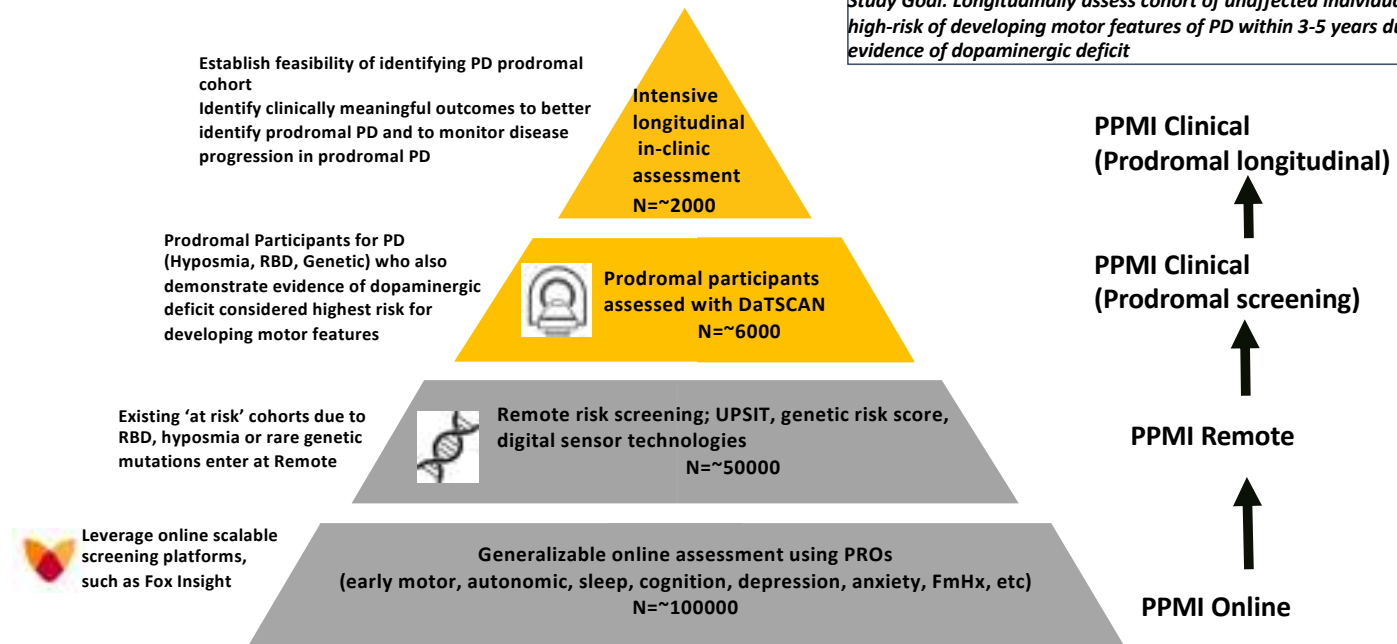 Study Goal: Longitudinally assess cohort of unaffected
high-risk of developing motor features of PD within 3-5 years
evidence of dopaminergic deficit
Establish feasibility of identifying PD prodromal
cohort
Identify clinically meaningful outcomes to better
identify prodromal PD and to monitor disease
progression in prodromal PD
Intensive
longitudinal
in-clinic
assessment
N=~2000
PPMI Clinical
(Prodromal longitudinal)
Prodromal Participants for PD
(Hyposmia, RBD, Genetic) who also
demonstrate evidence of dopaminergic
deficit considered highest risk for
developing motor features
Prodromal participants
assessed with DaTSCAN
N=~6000
PPMI Clinical
(Prodromal screening)
Existing ‘at risk’ cohorts due to
RBD, hyposmia or rare genetic
mutations enter at Remote
Remote risk screening; UPSIT, genetic risk score,
digital sensor technologies
N=~50000
PPMI Remote
Leverage online scalable
screening platforms,
such as Fox Insight
Generalizable online assessment using PROs
(early motor, autonomic, sleep, cognition, depression, anxiety, FmHx, etc)
N=~100000
PPMI Online